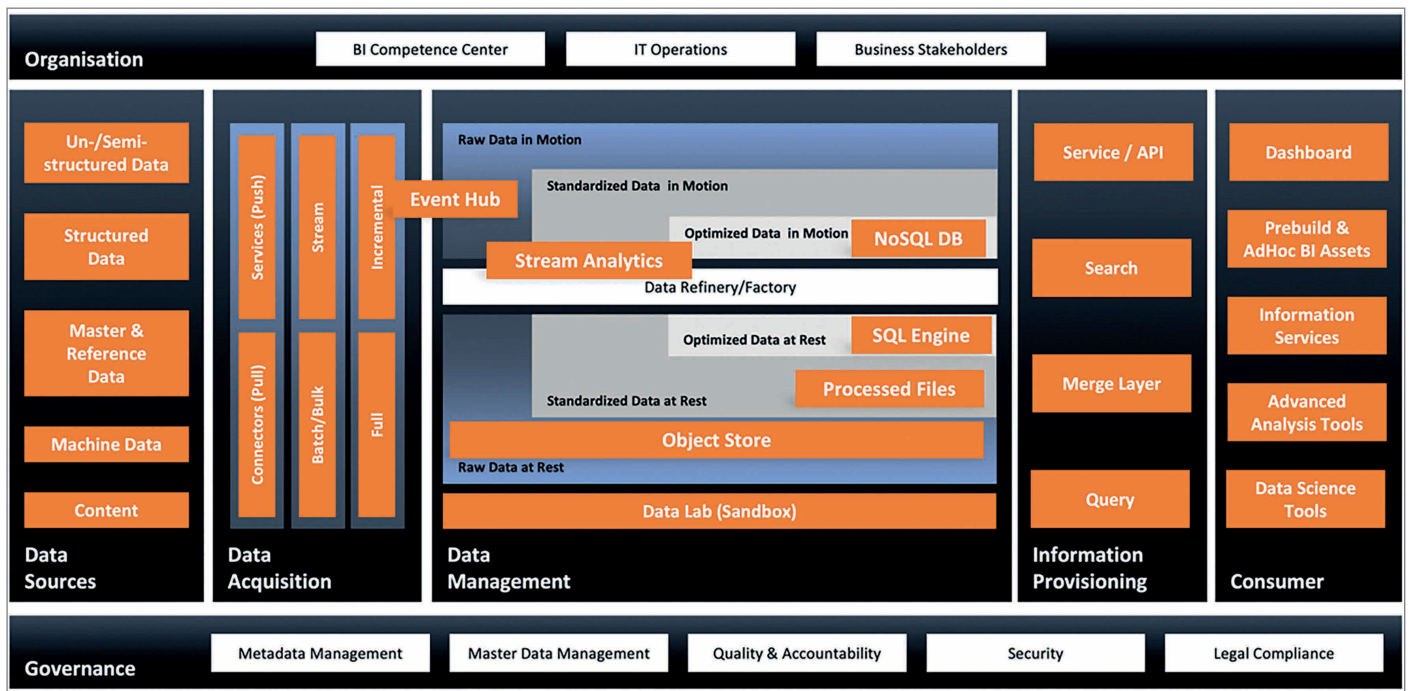 Organisation
BI Competence Center
IT Operations
Business Stakeholders
Un-/Semi-
structured Data
Structured
Data
Master &
Reference
Data
Machine Data
Content
Data
Sources
Services (Push)
Stream
Incremental
Connectors (Pull)
Batch/Bulk
Full
Data
Acquisition
Raw Data in Motion
Standardized Data in Motion
Event Hub
Optimized Data in Motion
NoSQL DB
Stream Analytics
Data Refinery/Factory
Optimized Data at Rest
SQL Engine
Processed Files
Standardized Data at Rest
Object Store
Raw Data at Rest
Data Lab (Sandbox)
Data
Management
Service / API
Search
Merge Layer
Query
Information
Provisioning
Dashboard
Prebuild &
AdHoc BI Assets
Information
Services
Advanced
Analysis Tools
Data Science
Tools
Consumer
Governance
Metadata Management
Master Data Management
Quality & Accountability
Security
Legal Compliance